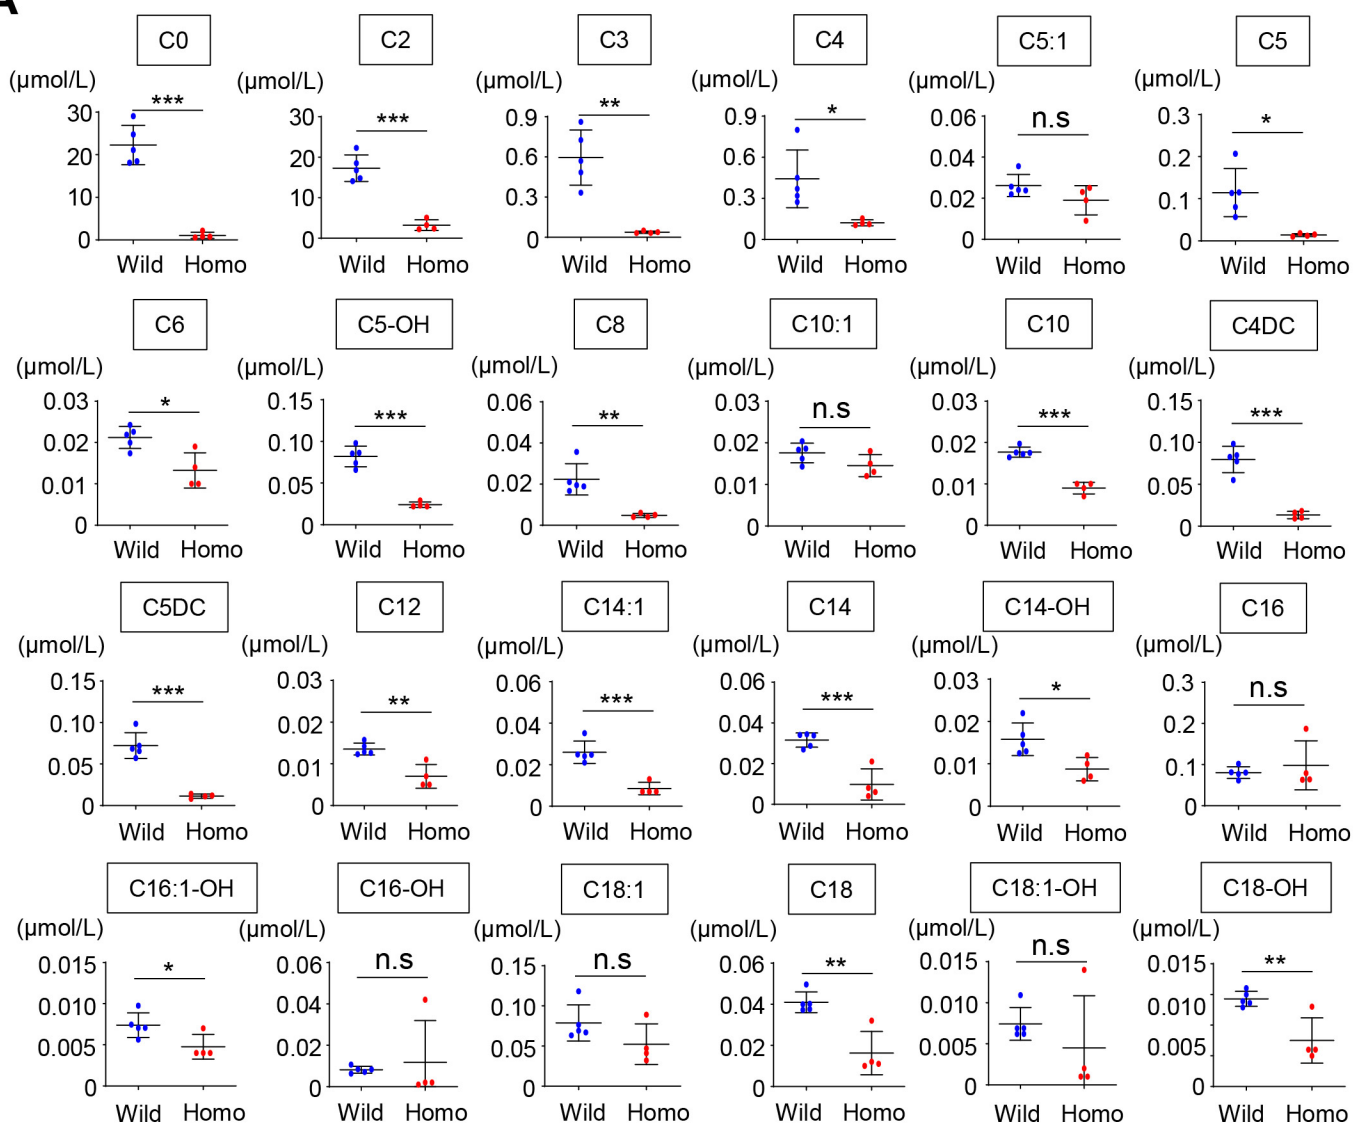 A
C0 C2 C3 C4 C5:1 C5
(μmol/L) (μmol/L) (μmol/L) (μmol/L) (μmol/L) (μmol/L)
*** *** ** * n.s *
30 30 0.9 0.9 0.06 0.3
20 20 0.6 0.6 0.04 0.2
10 10 0.3 0.3 0.02 0.1
0 0 0 0 0 0
Wild Homo Wild Homo Wild Homo Wild Homo Wild Homo Wild Homo
C6 C5-OH C8 C10:1 C10 C4DC
(μmol/L) (μmol/L) (μmol/L) (μmol/L) (μmol/L) (μmol/L)
* *** ** n.s *** ***
0.03 0.15 0.06 0.03 0.03 0.15
0.02 0.10 0.04 0.02 0.02 0.10
0.01 0.05 0.02 0.01 0.01 0.05
0 0 0 0 0 0
Wild Homo Wild Homo Wild Homo Wild Homo Wild Homo Wild Homo
C5DC C12 C14:1 C14 C14-OH C16
(μmol/L) (μmol/L) (μmol/L) (μmol/L) (μmol/L) (μmol/L)
*** ** *** *** * n.s
0.15 0.03 0.06 0.06 0.03 0.3
0.10 0.02 0.04 0.04 0.02 0.2
0.05 0.01 0.02 0.02 0.01 0.1
0 0 0 0 0 0
Wild Homo Wild Homo Wild Homo Wild Homo Wild Homo Wild Homo
C16:1-OH C16-OH C18:1 C18 C18:1-OH C18-OH
(μmol/L) (μmol/L) (μmol/L) (μmol/L) (μmol/L) (μmol/L)
* n.s n.s ** n.s **
0.015 0.06 0.15 0.06 0.015 0.015
0.010 0.04 0.10 0.04 0.010 0.010
0.005 0.02 0.05 0.02 0.005 0.005
0 0 0 0 0 0
Wild Homo Wild Homo Wild Homo Wild Homo Wild Homo Wild Homo